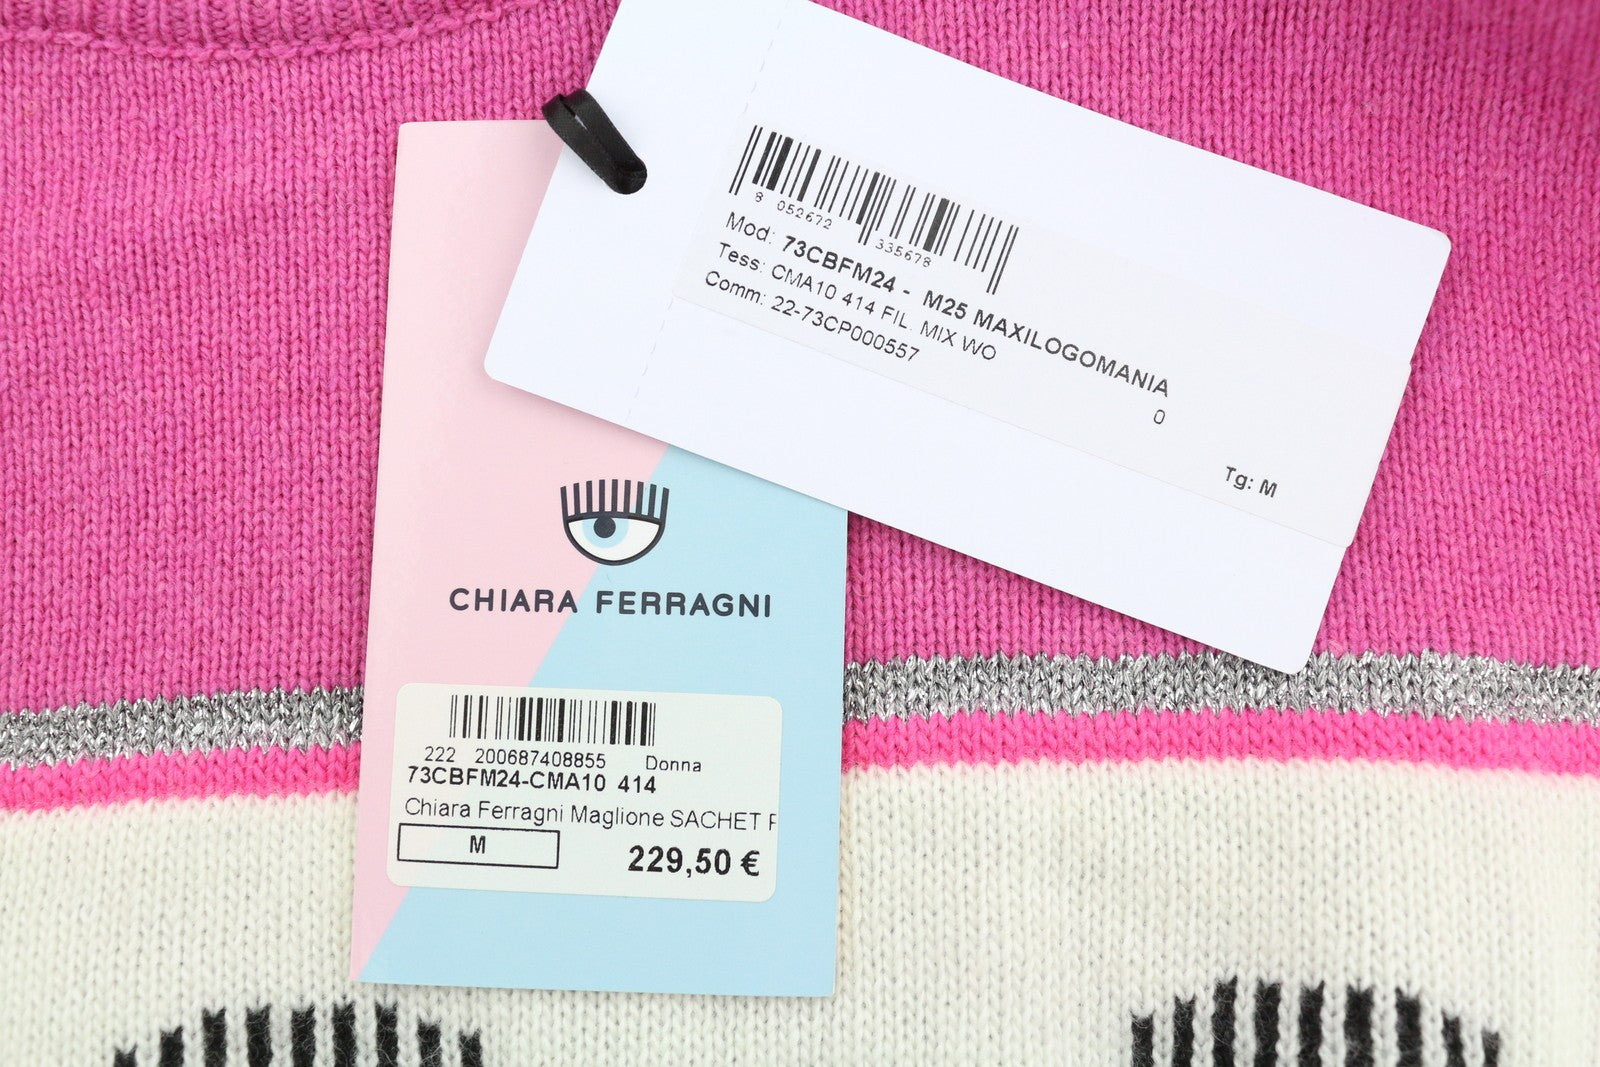 8 052672 335678
Mod: 73CBFM24 - M25 MAXILOGOMANIA
Tess: CMA10 414 FIL. MIX WO
0
Comm: 22-73CP000557
Tg: M
CHIARA FERRAGNI
222 200687408855 Donna
73CBFM24-CMA10 414
Chiara Ferragni Maglione SACHET
M
229,50 €